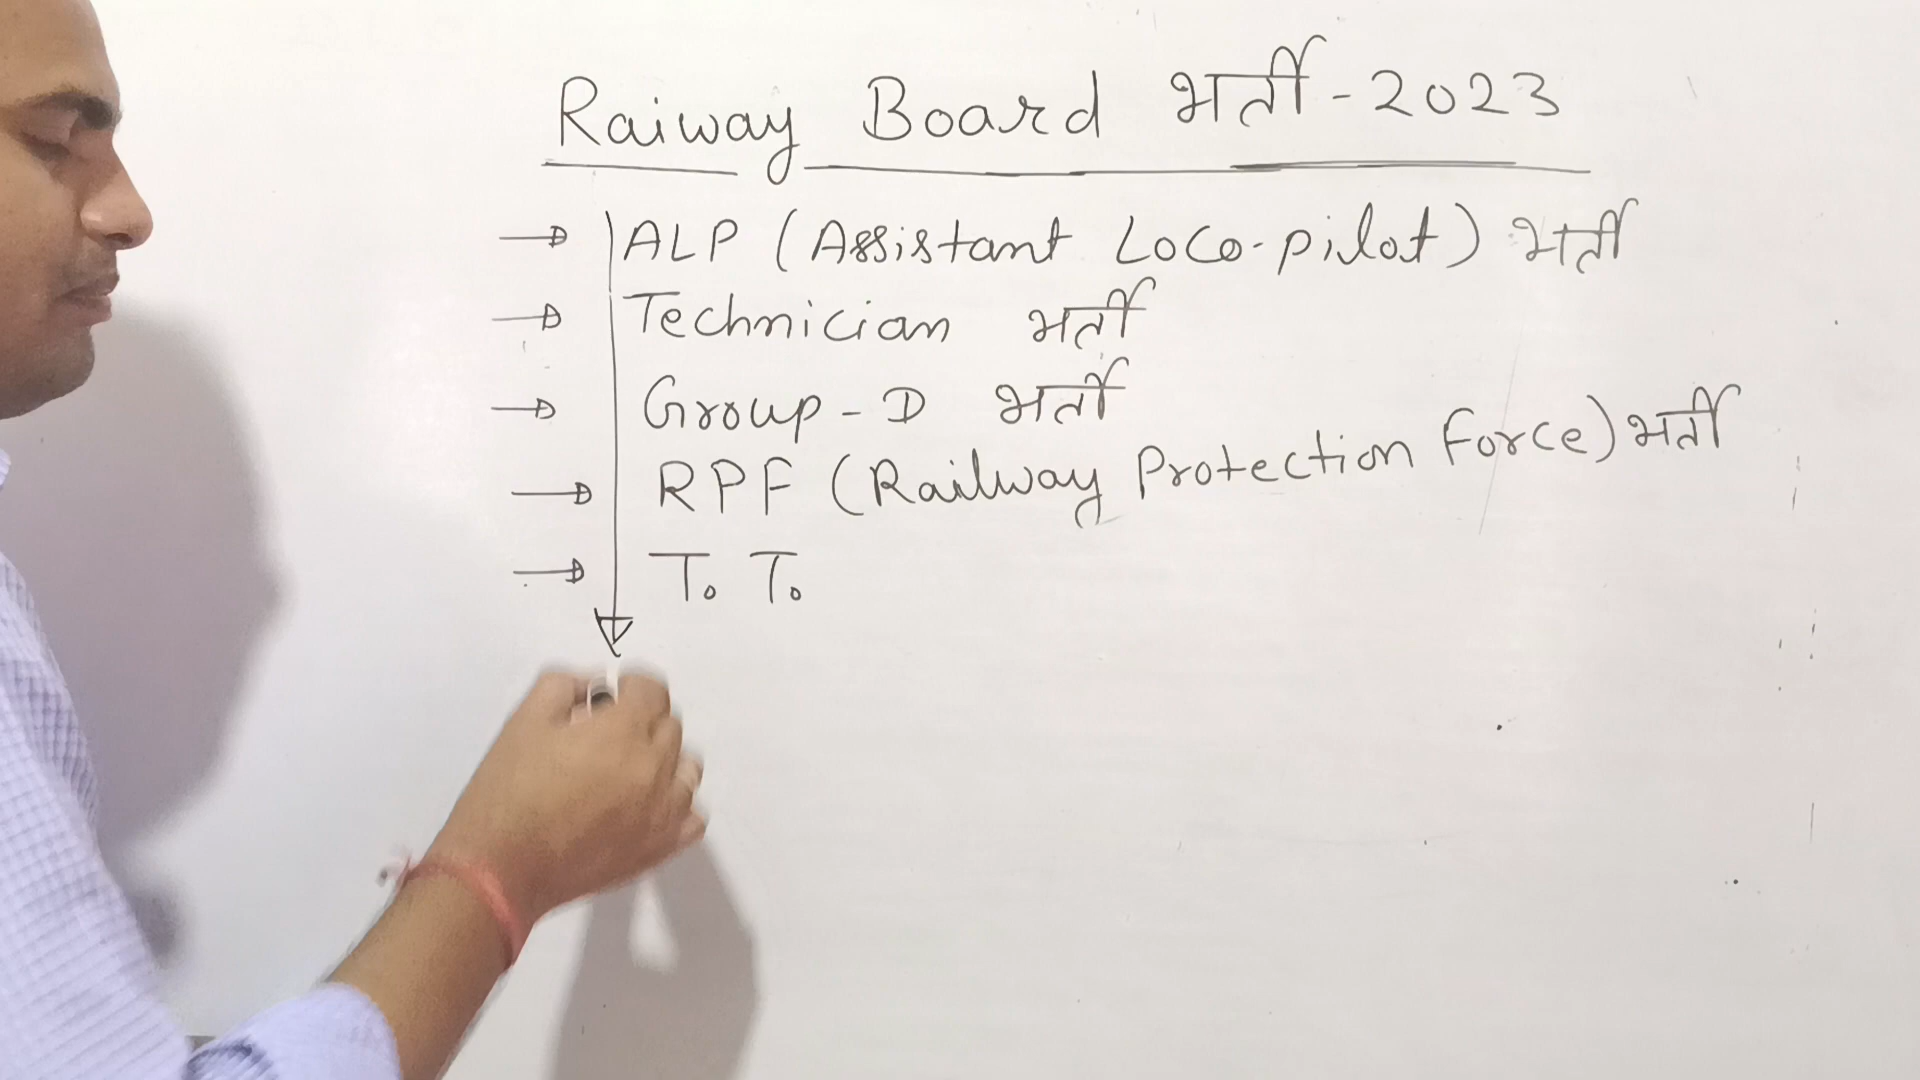 Raiway Board भर्ती - 2023
ALP (Assistant Loco-pilot) भर्ती
Technician भर्ती
Group - D भर्ती
RPF (Railway Protection Force) भर्ती
T. T.